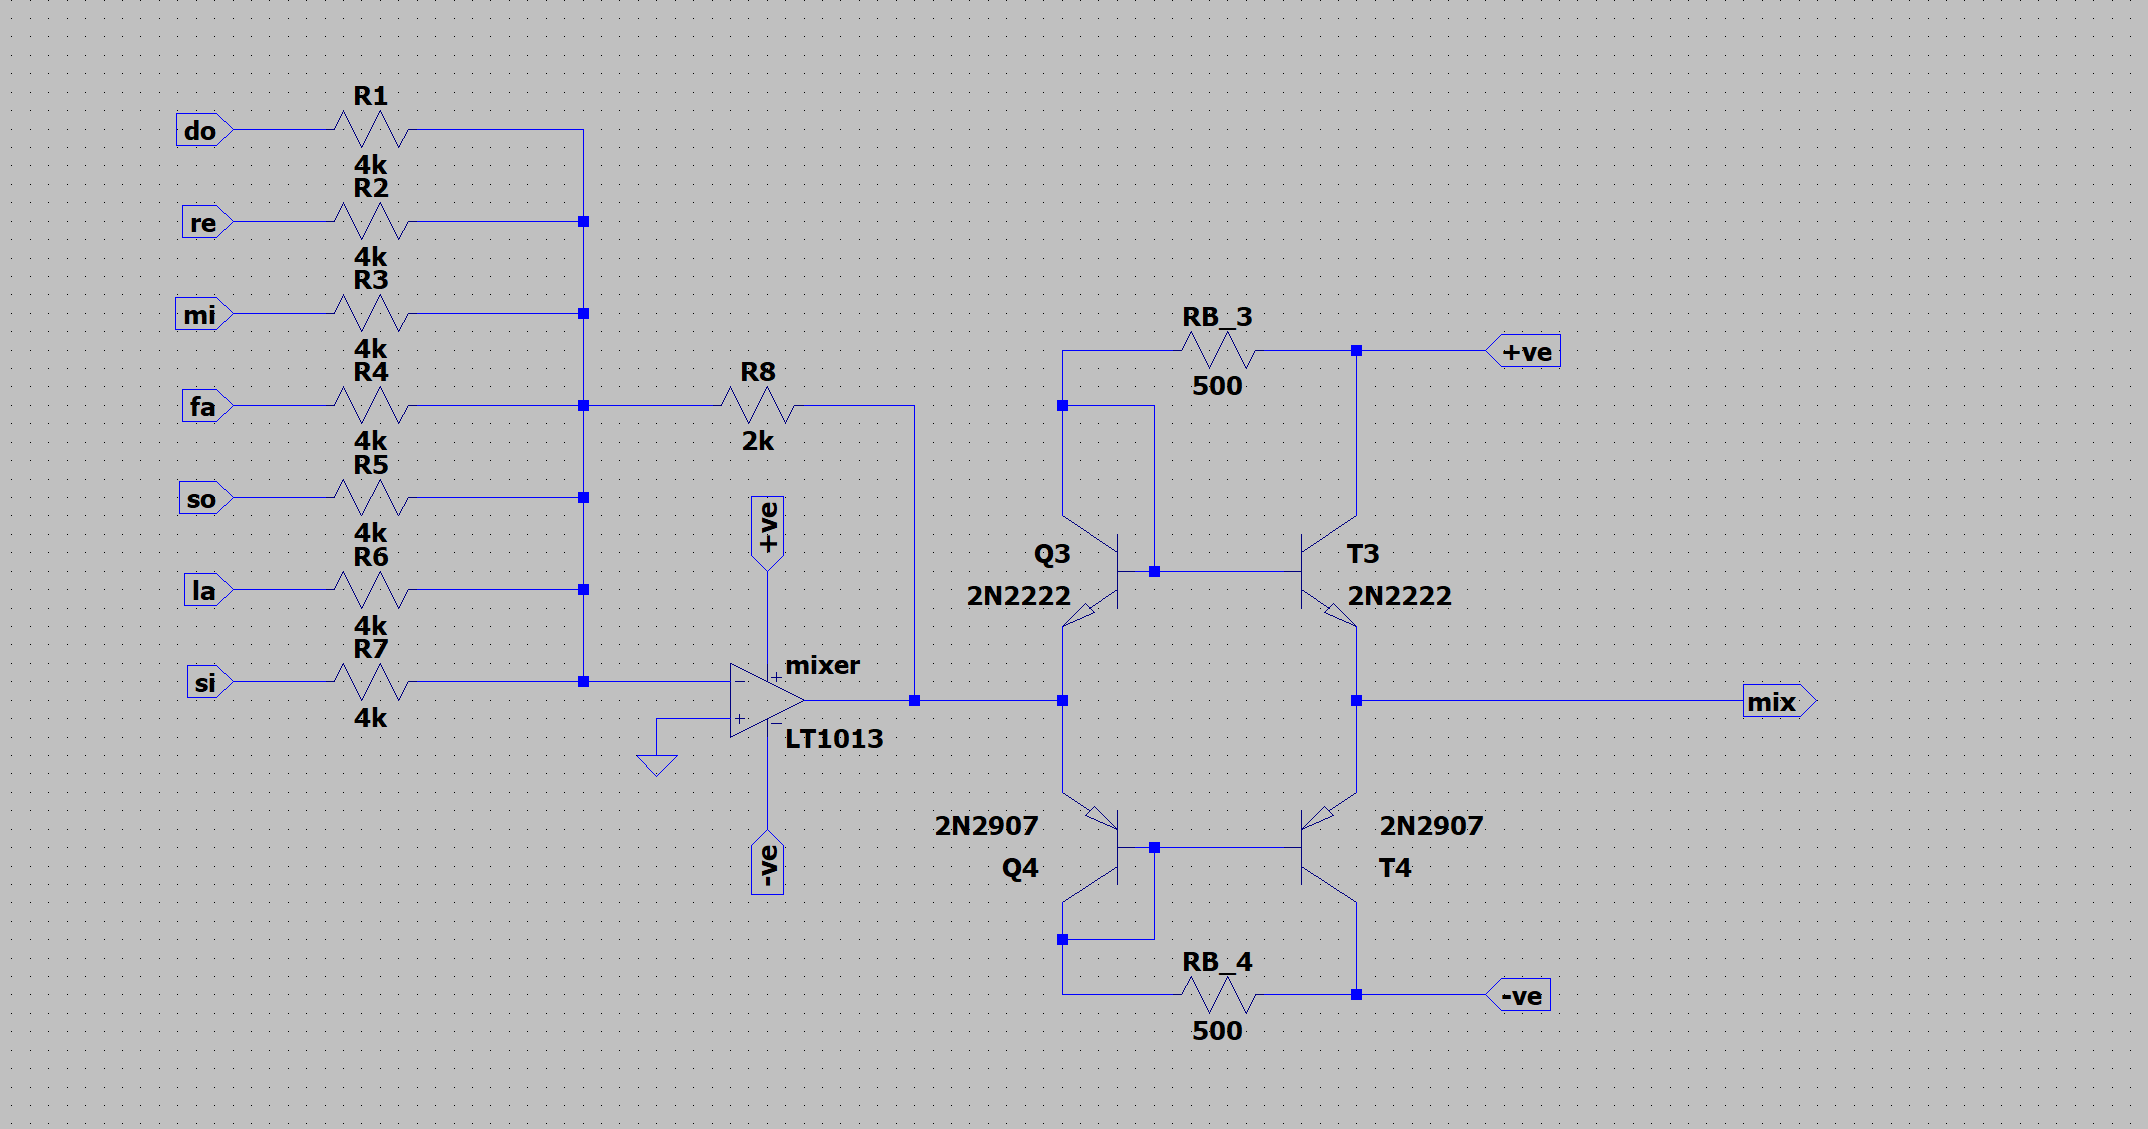 do
R1
4k
re
R2
4k
mi
R3
4k
fa
R4
4k
so
R5
4k
la
R6
4k
si
R7
4k
R8
2k
+ve
mixer
LT1013
-ve
RB_3
500
+ve
Q3
2N2222
T3
2N2222
mix
2N2907
Q4
2N2907
T4
RB_4
500
-ve